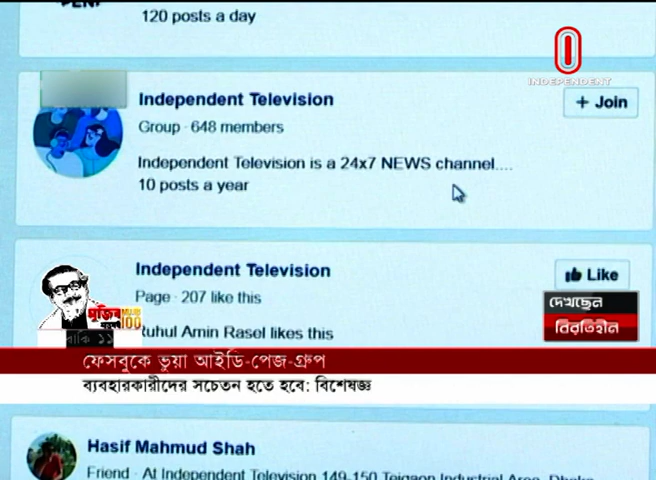 120 posts a day
INDEPENDENT
Independent Television
+ Join
Group · 648 members
Independent Television is a 24x7 NEWS channel....
10 posts a year
Independent Television
Like
Page · 207 like this
দেখছেন
বিরতিহীন
মুজিব
100
Ruhul Amin Rasel likes this
বাকি ১১
ফেসবুকে ভুয়া আইডি-পেজ-গ্রুপ
ব্যবহারকারীদের সচেতন হতে হবে: বিশেষজ্ঞ
Hasif Mahmud Shah
Friend · At Independent Television 149-150 Tejgaon Industrial Area, Dhaka